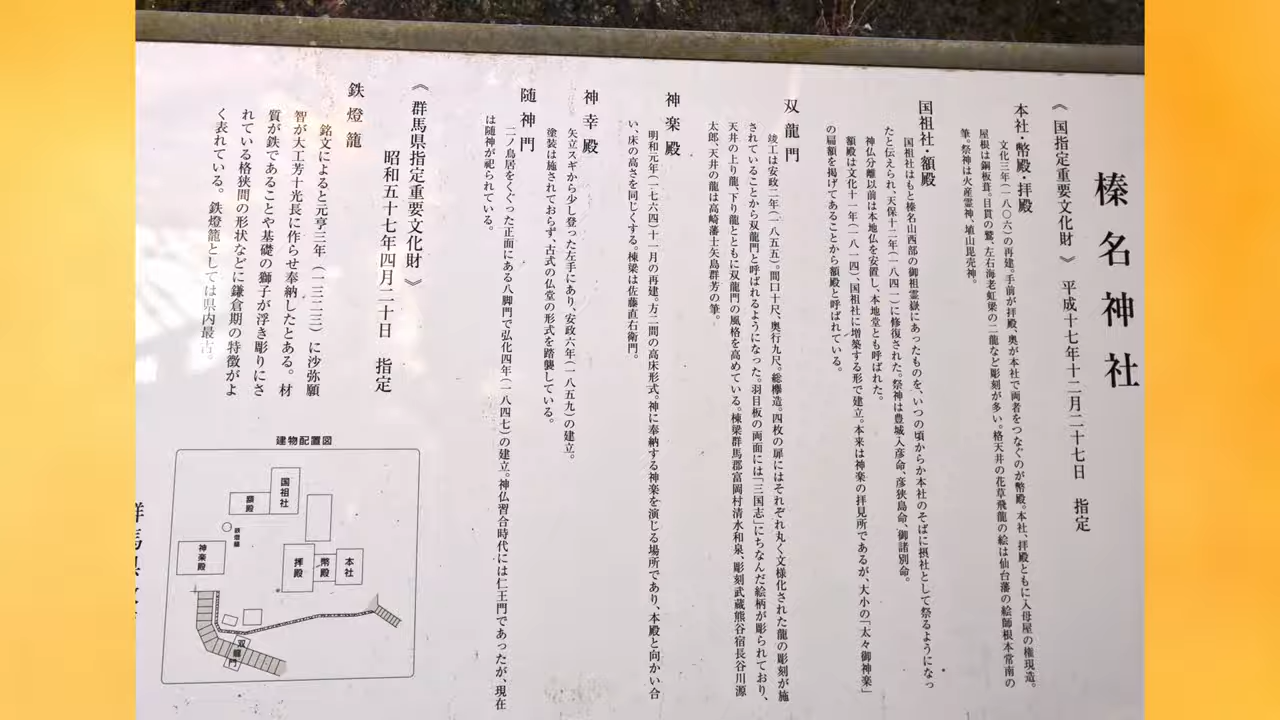 榛名神社
《国指定重要文化財》 平成十七年十二月二十七日 指定
本社・幣殿・拝殿
文化三年(一八〇六)の再建。手前が拝殿、奥が本社で両者をつなぐのが幣殿。本社、拝殿ともに入母屋の権現造。
屋根は銅板葺。目貫の鷲、左右海老虹梁の二龍など彫刻が多い。格天井の花草飛龍の絵は仙台藩の絵師根本常南の
筆。祭神は火産霊神、埴山毘売神。
国祖社・額殿
国祖社はもと榛名山西部の御祖霊嶽にあったものを、いつの頃からか本社のそばに摂社として祭るようになっ
たと伝えられ、天保十二年(一八四一)に修復された。祭神は豊城入彦命、彦狭島命、御諸別命。
神仏分離以前は本地仏を安置し、本地堂とも呼ばれた。
額殿は文化十一年(一八一四)国祖社に増築する形で建立。本来は神楽の拝見所であるが、大小の「太々御神楽」
の扁額を掲げてあることから額殿と呼ばれている。
双龍門
竣工は安政二年(一八五五)。間口十尺、奥行九尺。総欅造。四枚の扉にはそれぞれ丸く文様化された龍の彫刻が施
されていることから双龍門と呼ばれるようになった。羽目板の両面には「三国志」にちなんだ絵柄が彫られており、
天井の上り龍、下り龍とともに双龍門の風格を高めている。棟梁群馬郡富岡村清水和泉、彫刻武蔵熊谷宿長谷川源
太郎、天井の龍は高崎藩士矢島群芳の筆。
神楽殿
明和元年(一七六四)十一月の再建。方二間の高床形式。神に奉納する神楽を演じる場所であり、本殿と向かい合
い、床の高さを同じくする。棟梁は佐藤直右衛門。
神幸殿
矢立スギから少し登った左手にあり、安政六年(一八五九)の建立。
塗装は施されておらず、古式の仏堂の形式を踏襲している。
随神門
二ノ鳥居をくぐった正面にある八脚門で弘化四年(一八四七)の建立。神仏習合時代には仁王門であったが、現在
は随神が祀られている。
《群馬県指定重要文化財》
昭和五十七年四月二十日 指定
鉄燈籠
銘文によると元亨三年(一三二三)に沙弥願
智が大工芳十光長に作らせ奉納したとある。材
質が鉄であることや基礎の獅子が浮き彫りにさ
れている格狭間の形状などに鎌倉期の特徴がよ
く表れている。鉄燈籠としては県内最古。
建物配置図
国祖社
額殿
鉄燈籠
神楽殿
拝殿
幣殿
本社
双龍門
群馬県